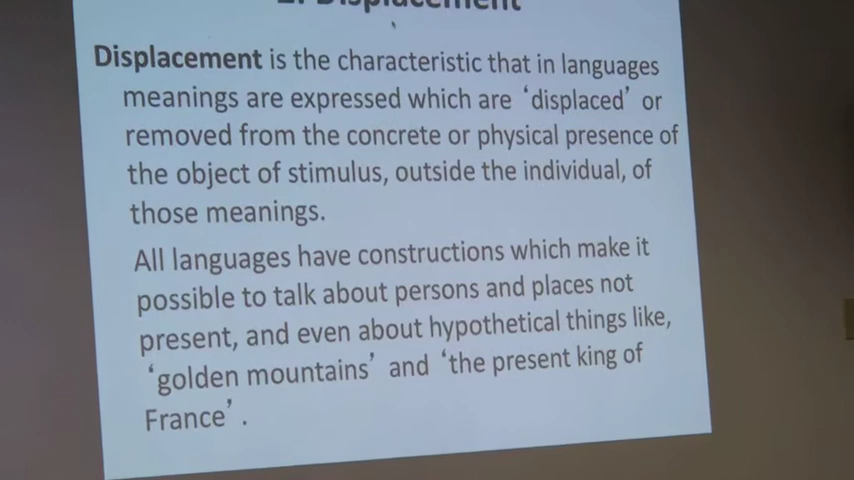 2. Displacement
Displacement is the characteristic that in languages
meanings are expressed which are ‘displaced’ or
removed from the concrete or physical presence of
the object of stimulus, outside the individual, of
those meanings.
All languages have constructions which make it
possible to talk about persons and places not
present, and even about hypothetical things like,
‘golden mountains’ and ‘the present king of
France’.